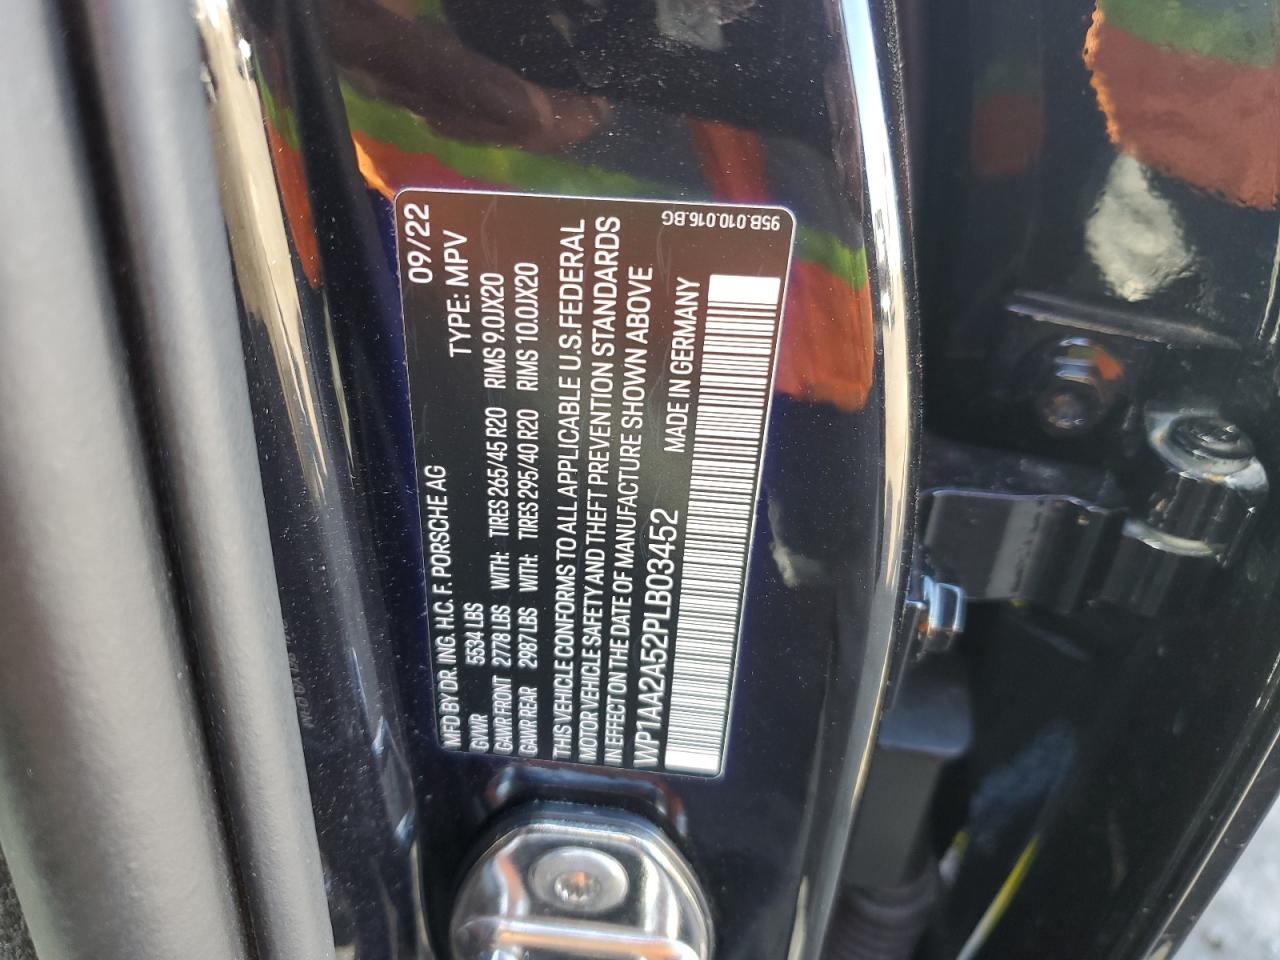 MFD BY DR. ING. H.C. F. PORSCHE AG 09/22
GVWR 5534 LBS TYPE: MPV
GAWR FRONT 2778 LBS WITH: TIRES 265/45 R20 RIMS 9.0JX20
GAWR REAR 2987 LBS WITH: TIRES 295/40 R20 RIMS 10.0JX20
THIS VEHICLE CONFORMS TO ALL APPLICABLE U.S.FEDERAL
MOTOR VEHICLE SAFETY AND THEFT PREVENTION STANDARDS
IN EFFECT ON THE DATE OF MANUFACTURE SHOWN ABOVE
WP1AA2A52PLB03452 MADE IN GERMANY
95B.010.016.BG